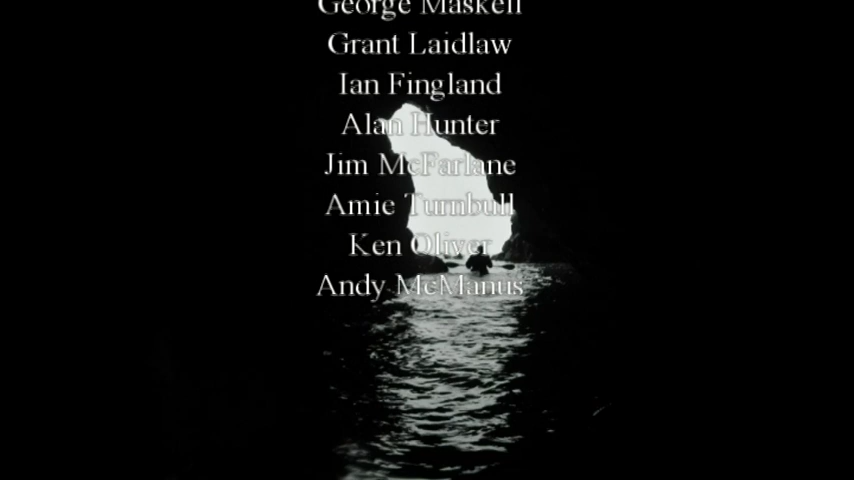 George Maskell
Grant Laidlaw
Ian Fingland
Alan Hunter
Jim McFarlane
Amie Turnbull
Ken Oliver
Andy McManus